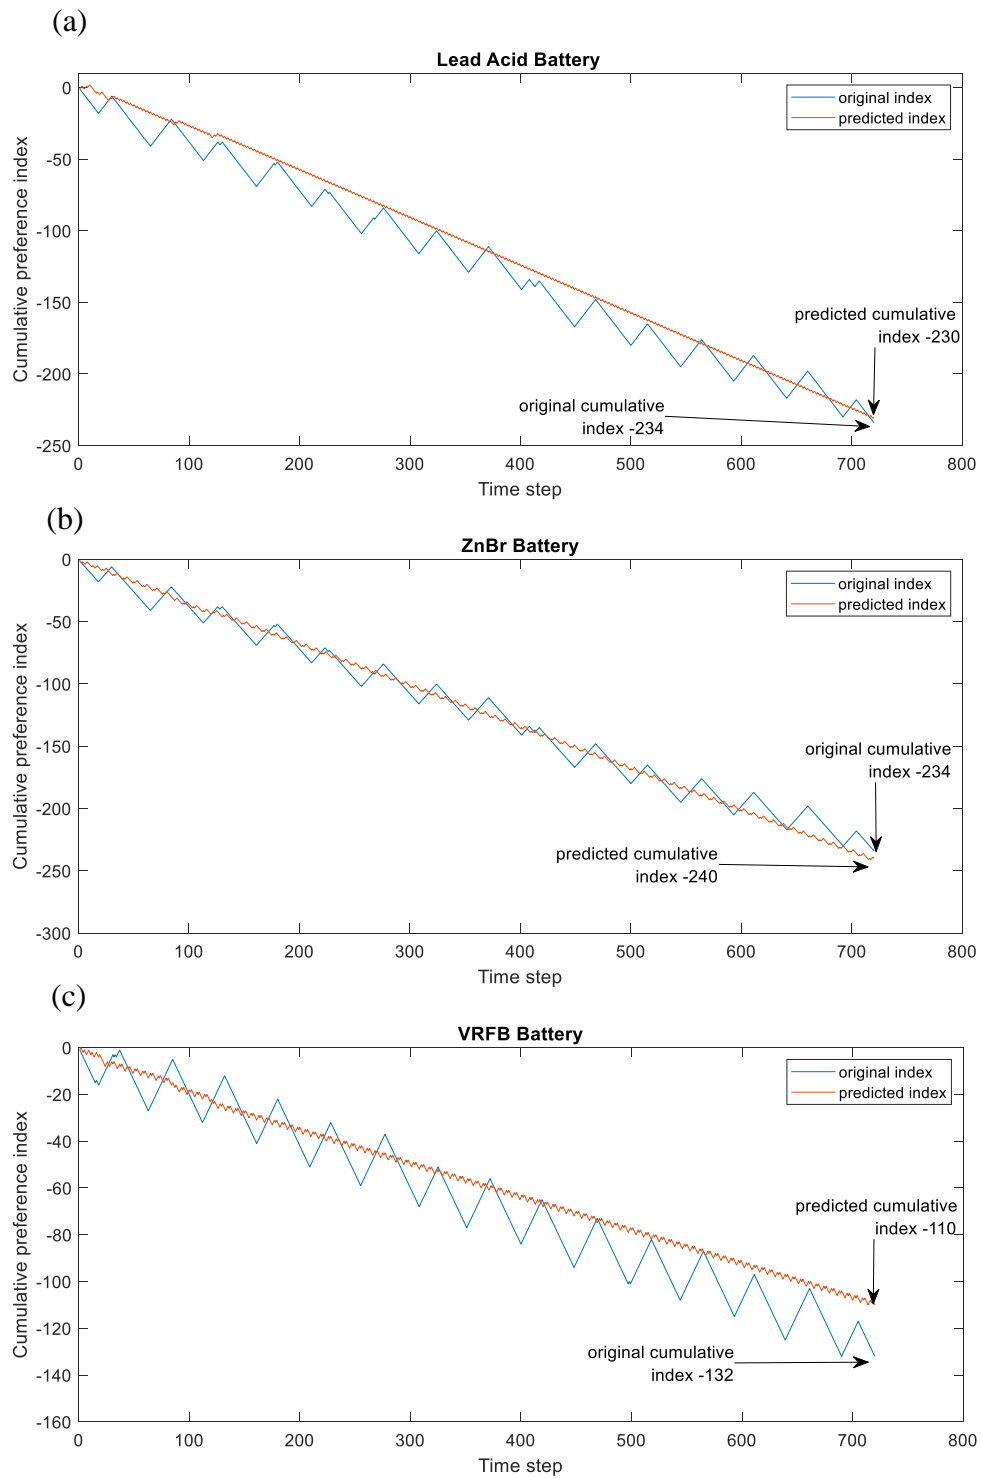 (a)
Lead Acid Battery
original index
predicted index
0
-50
-100
-150
-200
-250
Cumulative preference index
predicted cumulative
index -230
original cumulative
index -234
0 100 200 300 400 500 600 700 800
Time step
(b)
ZnBr Battery
original index
predicted index
0
-50
-100
-150
-200
-250
-300
Cumulative preference index
original cumulative
index -234
predicted cumulative
index -240
0 100 200 300 400 500 600 700 800
Time step
(c)
VRFB Battery
original index
predicted index
0
-20
-40
-60
-80
-100
-120
-140
-160
Cumulative preference index
predicted cumulative
index -110
original cumulative
index -132
0 100 200 300 400 500 600 700 800
Time step